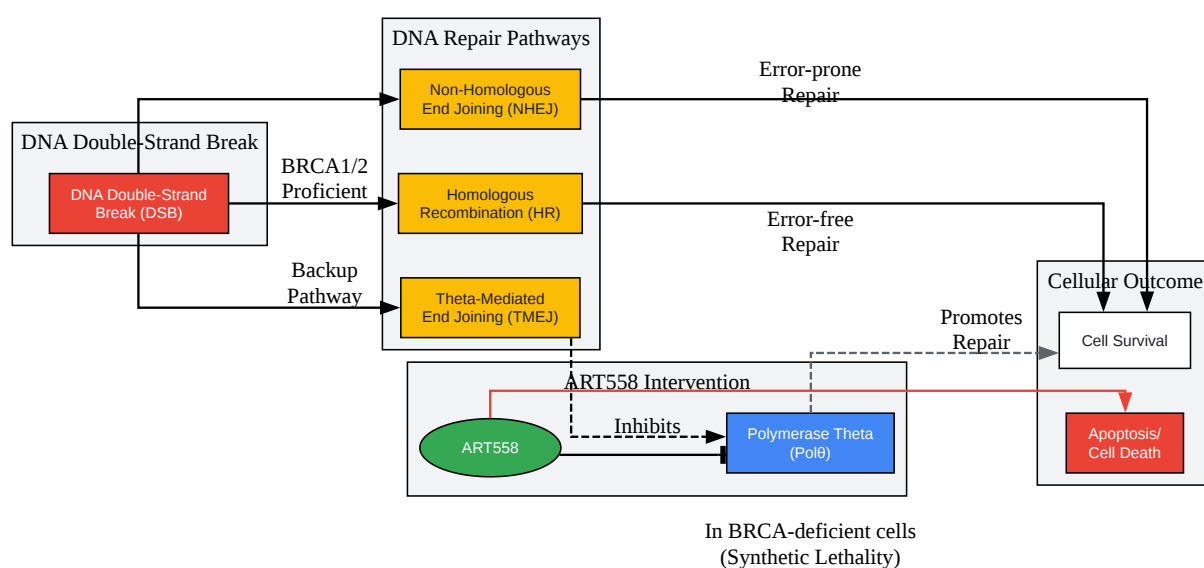 DNA Repair Pathways
Non-Homologous
End Joining (NHEJ)
Error-prone
Repair
DNA Double-Strand Break
DNA Double-Strand
Break (DSB)
BRCA1/2
Proficient
Homologous
Recombination (HR)
Error-free
Repair
Backup
Pathway
Theta-Mediated
End Joining (TMEJ)
Cellular Outcome
Promotes
Repair
Cell Survival
ART558 Intervention
Inhibits
ART558
Polymerase Theta
(Polθ)
Apoptosis/
Cell Death
In BRCA-deficient cells
(Synthetic Lethality)